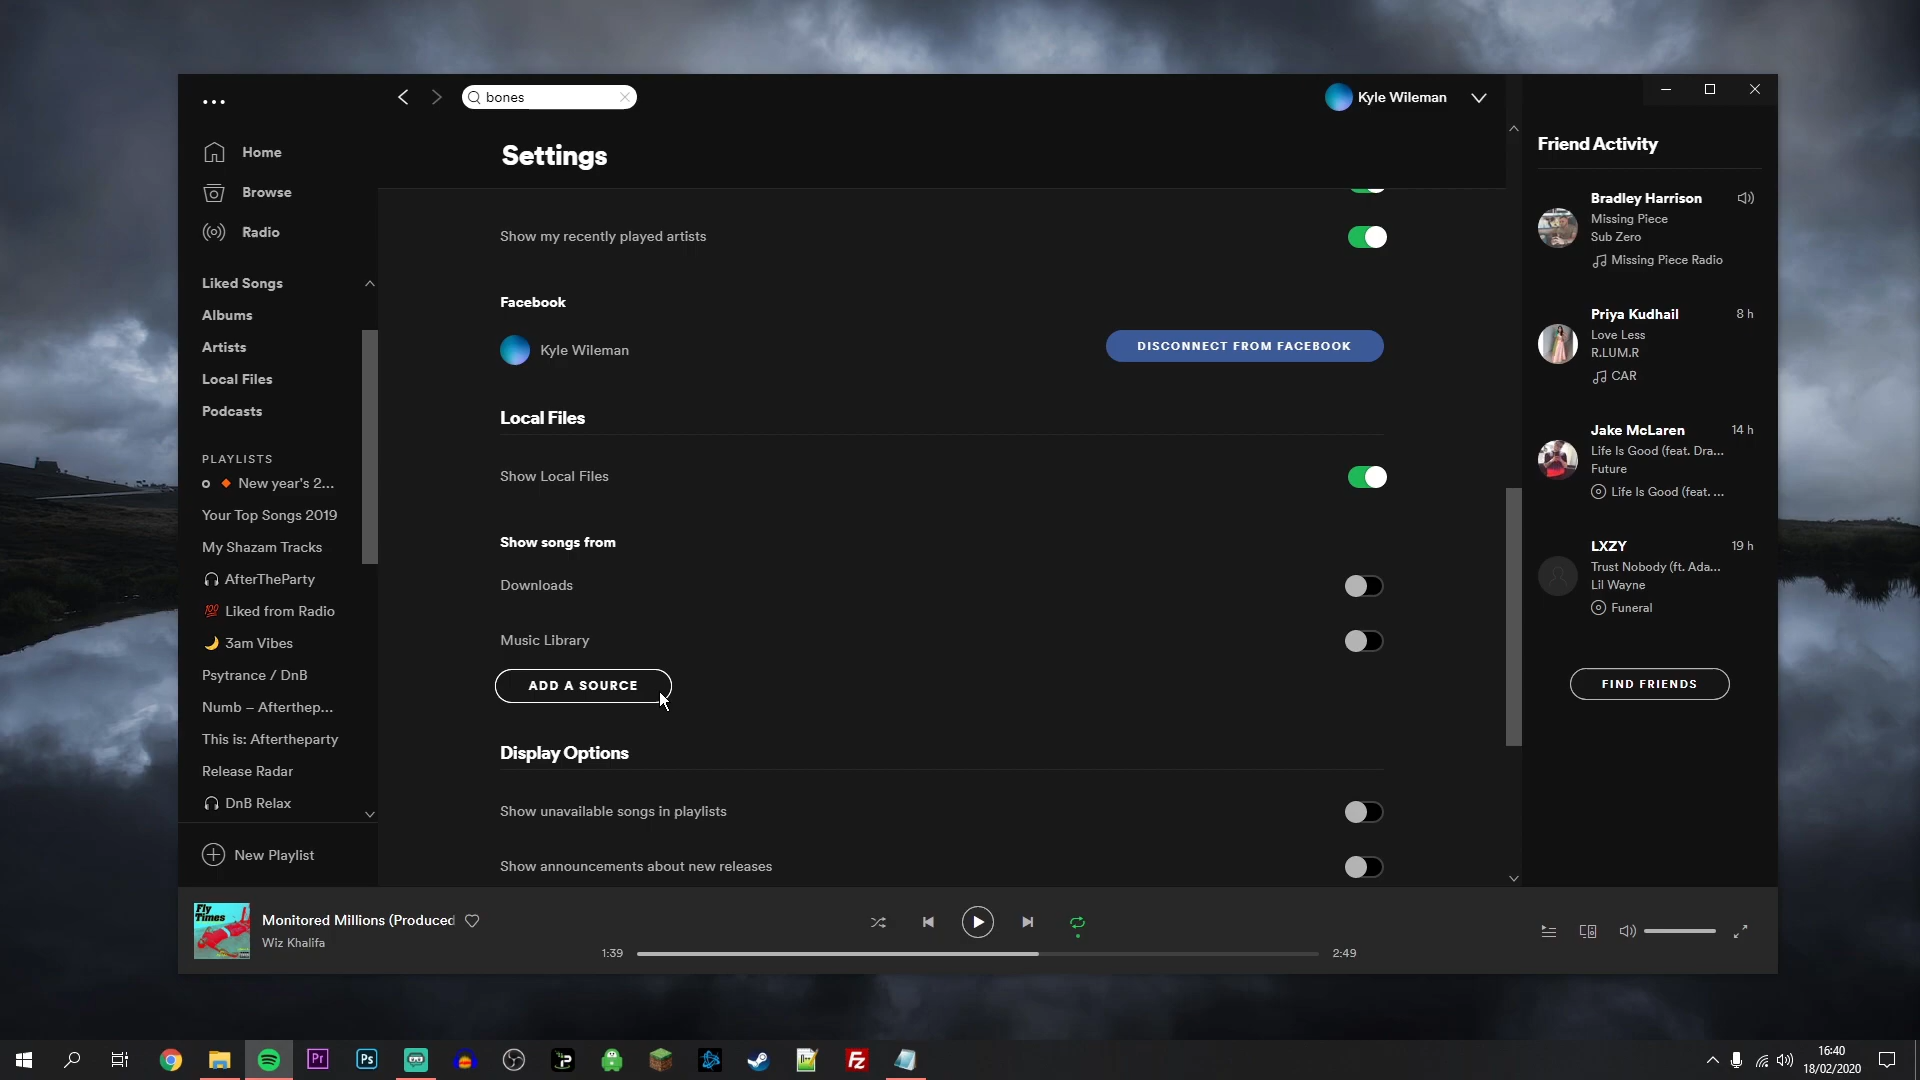 bones
Kyle Wileman
Home
Browse
Radio
Liked Songs
Albums
Artists
Local Files
Podcasts
PLAYLISTS
New year's 2...
Your Top Songs 2019
My Shazam Tracks
AfterTheParty
💯 Liked from Radio
🌙 3am Vibes
Psytrance / DnB
Numb – Afterthep...
This is: Aftertheparty
Release Radar
DnB Relax
New Playlist
Settings
Show my recently played artists
Facebook
Kyle Wileman
DISCONNECT FROM FACEBOOK
Local Files
Show Local Files
Show songs from
Downloads
Music Library
ADD A SOURCE
Display Options
Show unavailable songs in playlists
Show announcements about new releases
Friend Activity
Bradley Harrison
Missing Piece
Sub Zero
Missing Piece Radio
Priya Kudhail 8 h
Love Less
R.LUM.R
CAR
Jake McLaren 14 h
Life Is Good (feat. Dra...
Future
Life Is Good (feat. ...
LXZY 19 h
Trust Nobody (ft. Ada...
Lil Wayne
Funeral
FIND FRIENDS
Fly
Times
Monitored Millions (Produced
Wiz Khalifa
1:39
2:49
Pr
Ps
FZ
16:40
18/02/2020